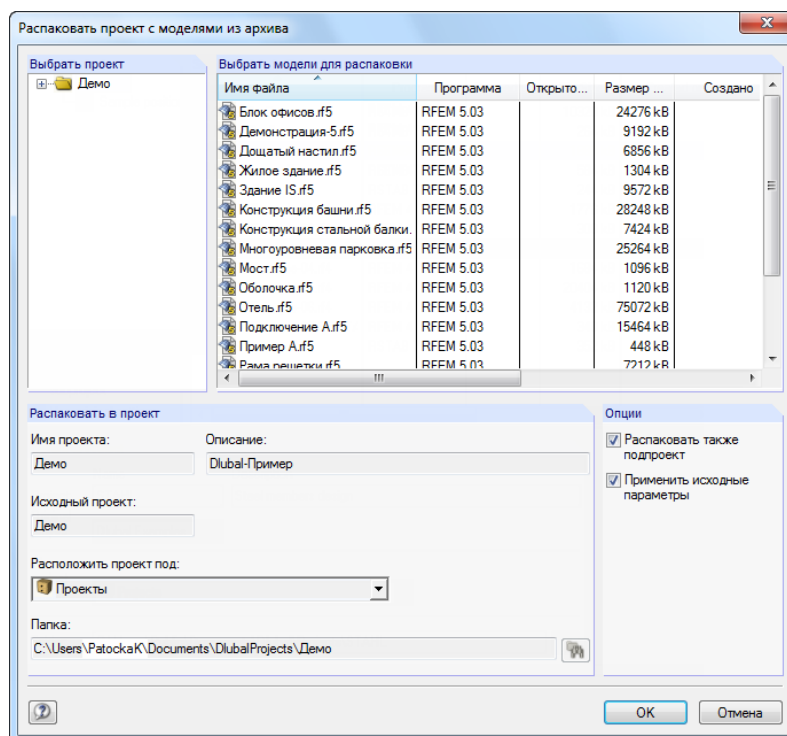 Распаковать проект с моделями из архива
Выбрать проект
Демо
Выбрать модели для распаковки
Имя файла Программа Открыто... Размер ... Создано
Блок офисов.rf5 RFEM 5.03 24276 kB
Демонстрация-5.rf5 RFEM 5.03 9192 kB
Дощатый настил.rf5 RFEM 5.03 6856 kB
Жилое здание.rf5 RFEM 5.03 1304 kB
Здание IS.rf5 RFEM 5.03 9572 kB
Конструкция башни.rf5 RFEM 5.03 28248 kB
Конструкция стальной балки. RFEM 5.03 7424 kB
Многоуровневая парковка.rf5 RFEM 5.03 25264 kB
Мост.rf5 RFEM 5.03 1096 kB
Оболочка.rf5 RFEM 5.03 1120 kB
Отель.rf5 RFEM 5.03 75072 kB
Подключение A.rf5 RFEM 5.03 15464 kB
Пример A.rf5 RFEM 5.03 448 kB
Рама решетки.rf5 RFEM 5.03 7212 kB
Распаковать в проект
Имя проекта: Описание:
Демо Dlubal-Пример
Исходный проект:
Демо
Расположить проект под:
Проекты
Папка:
C:\Users\PatockaK\Documents\DlubalProjects\Демо
Опции
Распаковать также
подпроект
Применить исходные
параметры
OK Отмена